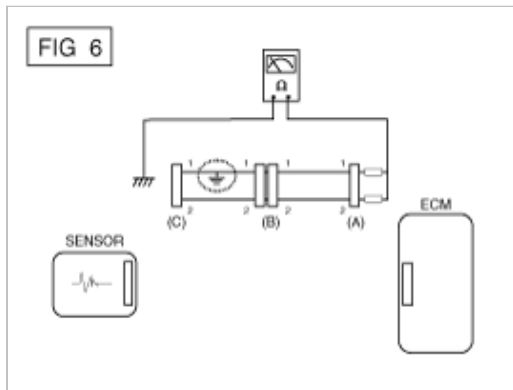 FIG 6
Ω
1 1 1 1
2 2 2 2
(C) (B) (A)
SENSOR
ECM